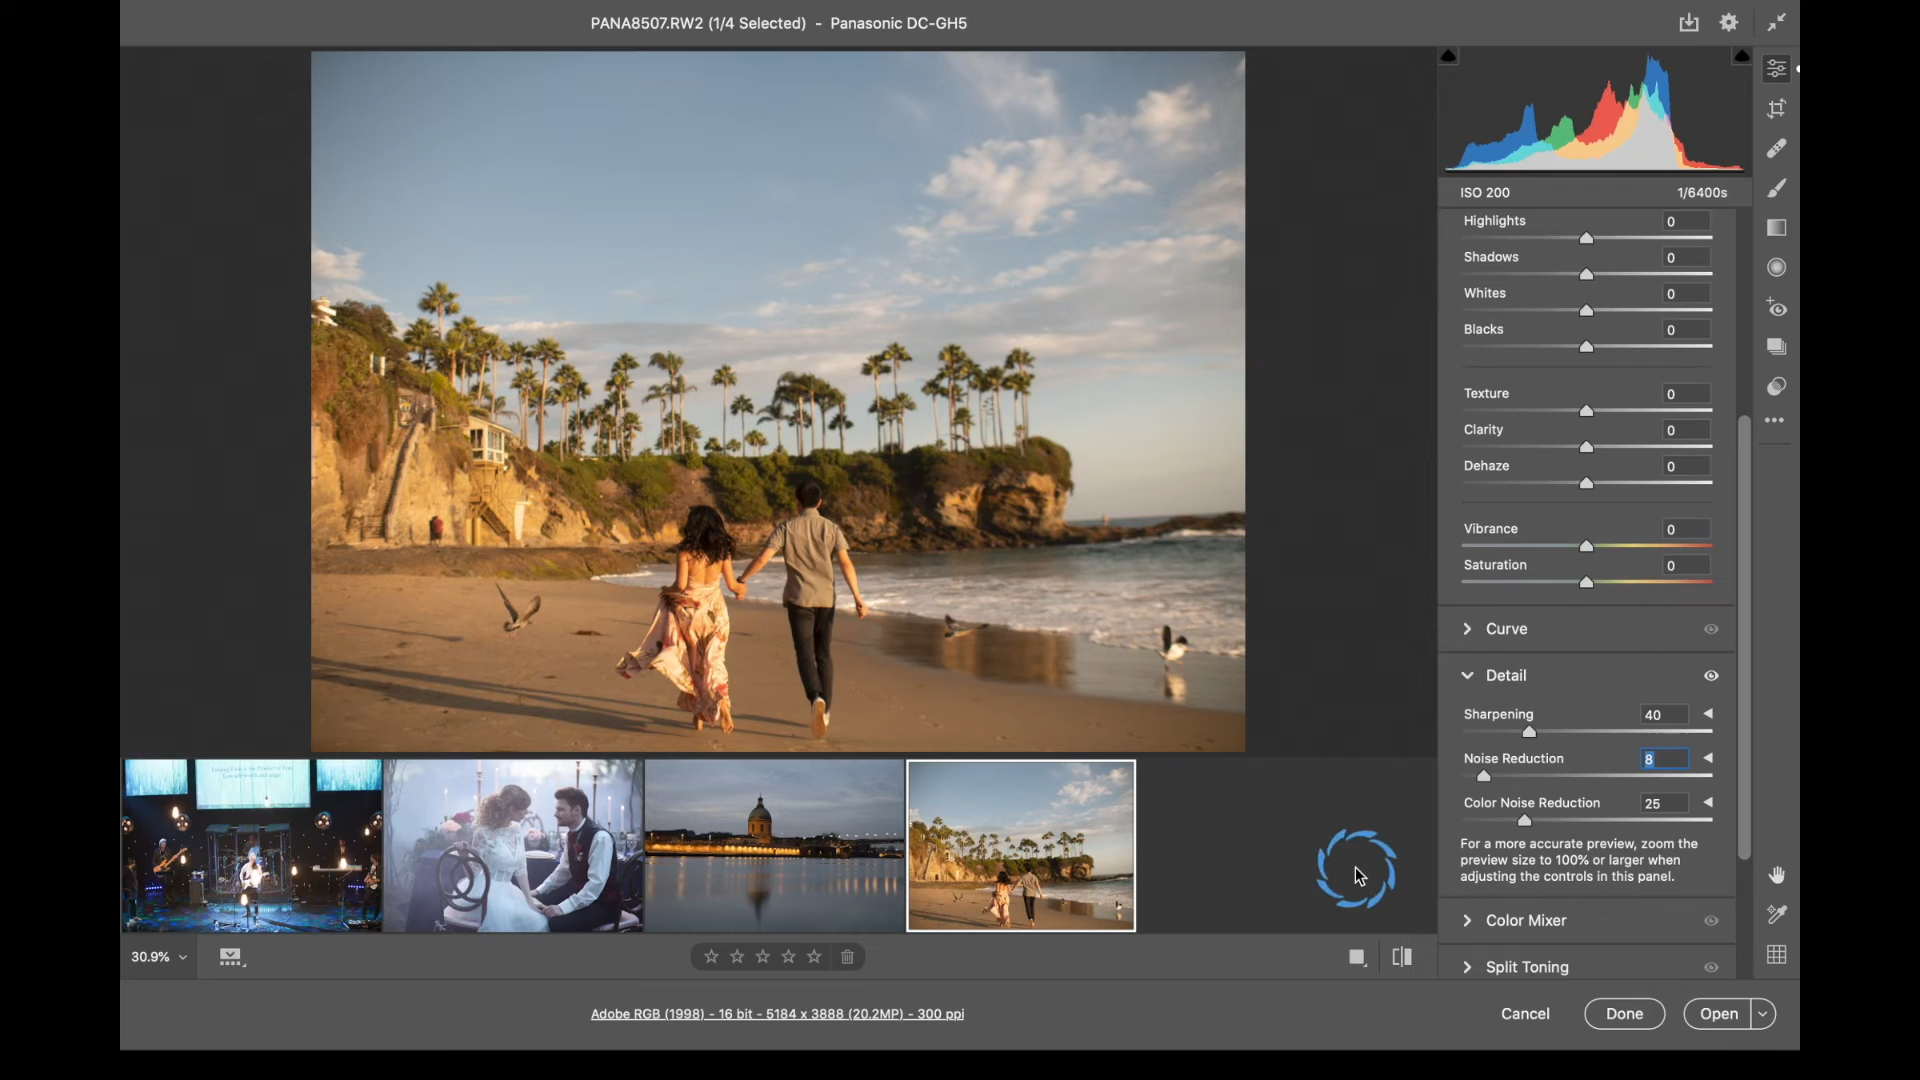 PANA8507.RW2 (1/4 Selected) - Panasonic DC-GH5
ISO 200 1/6400s
Highlights 0
Shadows 0
Whites 0
Blacks 0
Texture 0
Clarity 0
Dehaze 0
Vibrance 0
Saturation 0
Curve
Detail
Sharpening 40
Noise Reduction 8
Color Noise Reduction 25
For a more accurate preview, zoom the
preview size to 100% or larger when
adjusting the controls in this panel.
Color Mixer
Split Toning
30.9%
Adobe RGB (1998) - 16 bit - 5184 x 3888 (20.2MP) - 300 ppi
Cancel Done Open